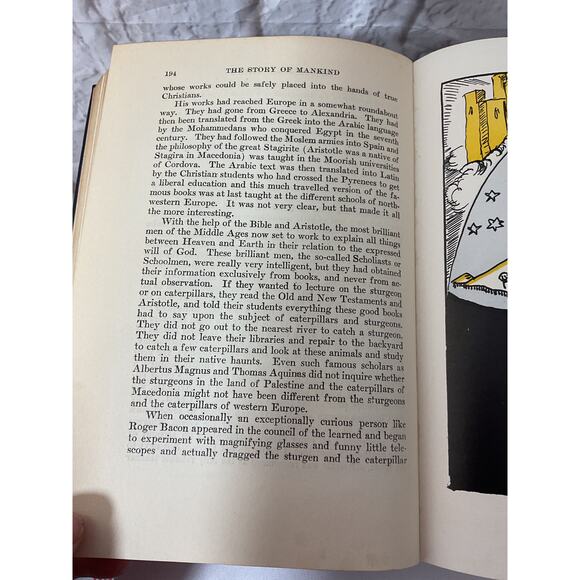 194 THE STORY OF MANKIND
whose works could be safely placed into the hands of true
Christians.
His works had reached Europe in a somewhat roundabout
way. They had gone from Greece to Alexandria. They had
then been translated from the Greek into the Arabic language
by the Mohammedans who conquered Egypt in the seventh
century. They had followed the Moslem armies into Spain and
the philosophy of the great Stagirite (Aristotle was a native of
Stagira in Macedonia) was taught in the Moorish universities
of Cordova. The Arabic text was then translated into Latin
by the Christian students who had crossed the Pyrenees to get
a liberal education and this much travelled version of the fa-
mous books was at last taught at the different schools of north-
western Europe. It was not very clear, but that made it all
the more interesting.
With the help of the Bible and Aristotle, the most brilliant
men of the Middle Ages now set to work to explain all things
between Heaven and Earth in their relation to the expressed
will of God. These brilliant men, the so-called Scholiasts or
Schoolmen, were really very intelligent, but they had obtained
their information exclusively from books, and never from ac-
tual observation. If they wanted to lecture on the sturgeon
or on caterpillars, they read the Old and New Testaments and
Aristotle, and told their students everything these good books
had to say upon the subject of caterpillars and sturgeons.
They did not go out to the nearest river to catch a sturgeon.
They did not leave their libraries and repair to the backyard
to catch a few caterpillars and look at these animals and study
them in their native haunts. Even such famous scholars as
Albertus Magnus and Thomas Aquinas did not inquire whether
the sturgeons in the land of Palestine and the caterpillars of
Macedonia might not have been different from the sturgeons
and the caterpillars of western Europe.
When occasionally an exceptionally curious person like
Roger Bacon appeared in the council of the learned and began
to experiment with magnifying glasses and funny little tele-
scopes and actually dragged the sturgen and the caterpillar